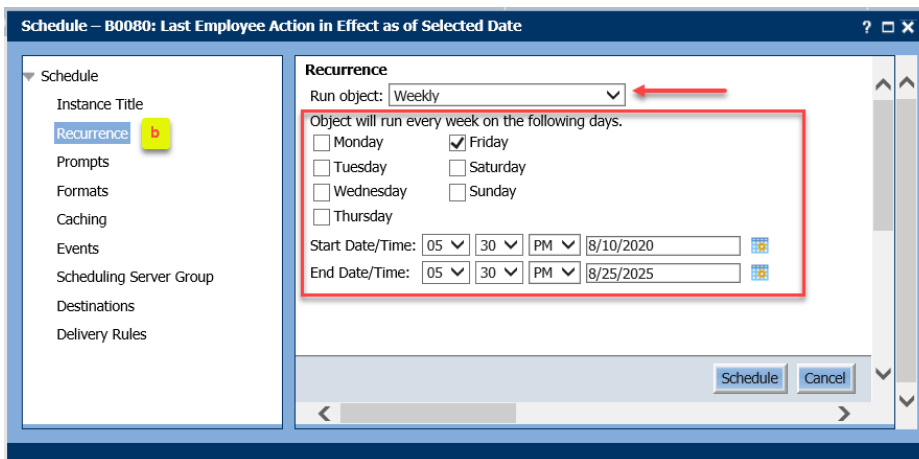 Schedule – B0080: Last Employee Action in Effect as of Selected Date
?
Schedule
Instance Title
Recurrence b
Prompts
Formats
Caching
Events
Scheduling Server Group
Destinations
Delivery Rules
Recurrence
Run object: Weekly
Object will run every week on the following days.
Monday Friday
Tuesday Saturday
Wednesday Sunday
Thursday
Start Date/Time: 05 30 PM 8/10/2020
End Date/Time: 05 30 PM 8/25/2025
Schedule Cancel